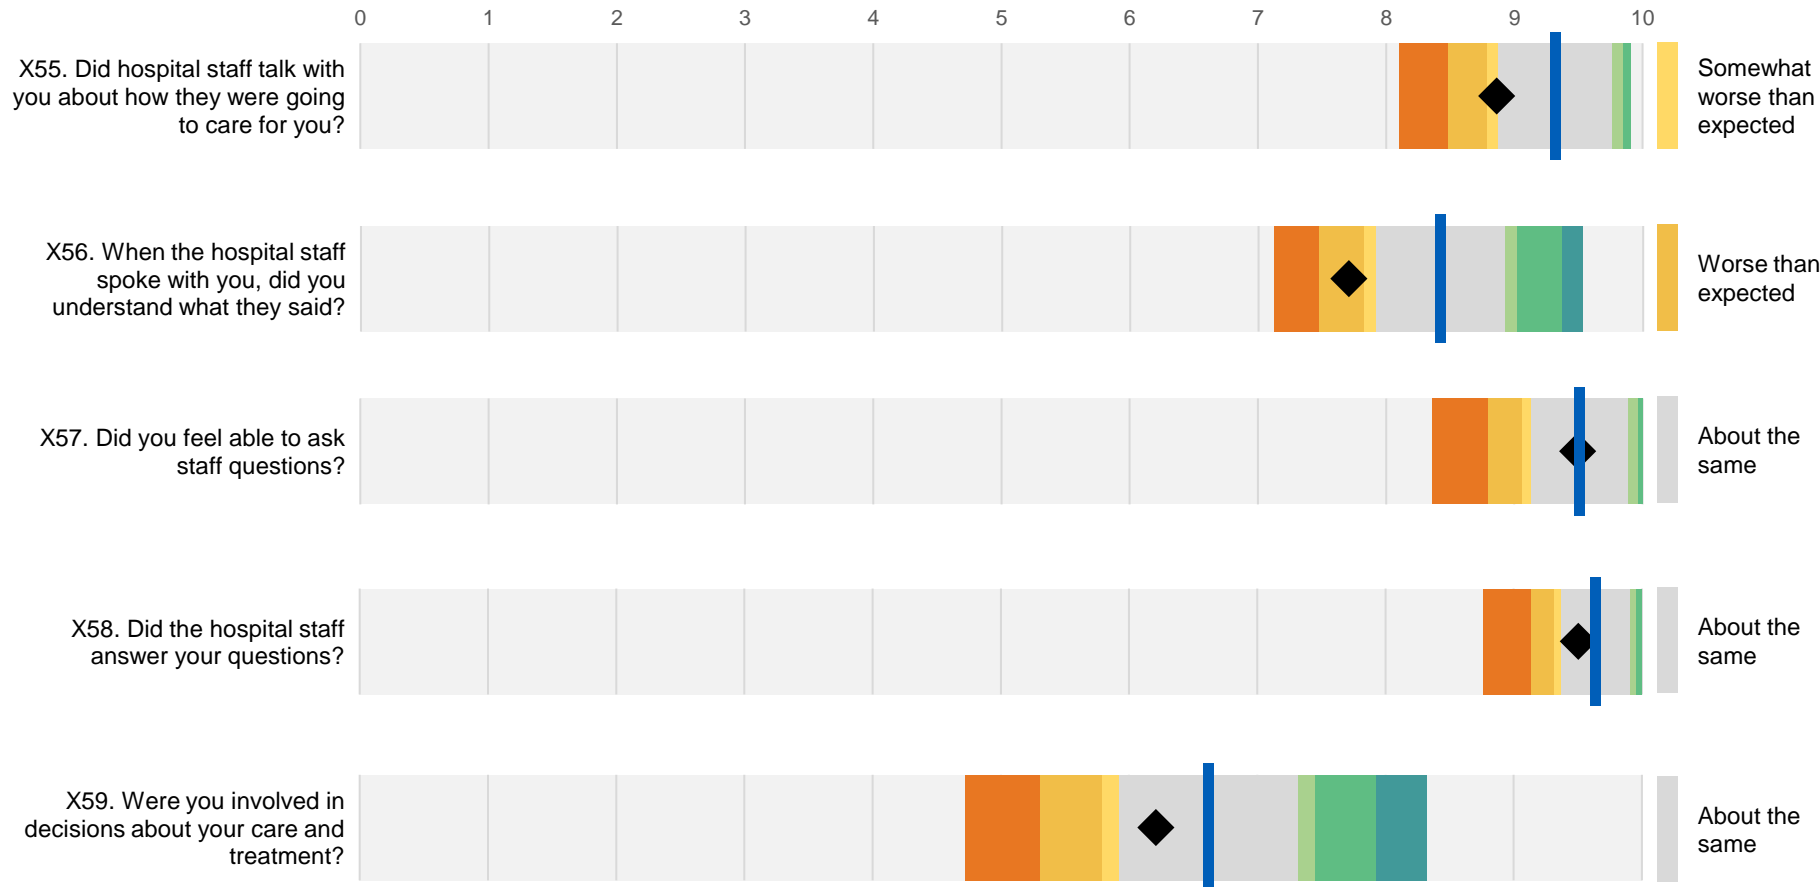 0 1 2 3 4 5 6 7 8 9 10
X55. Did hospital staff talk with
you about how they were going
to care for you?
Somewhat
worse than
expected
X56. When the hospital staff
spoke with you, did you
understand what they said?
Worse than
expected
X57. Did you feel able to ask
staff questions?
About the
same
X58. Did the hospital staff
answer your questions?
About the
same
X59. Were you involved in
decisions about your care and
treatment?
About the
same